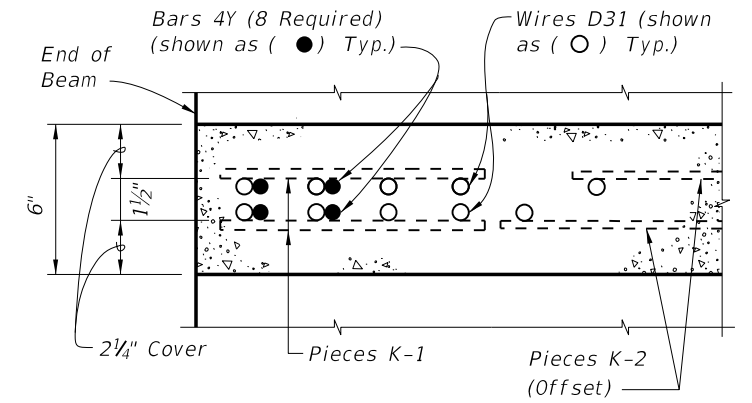 Bars 4Y (8 Required)
(shown as ( ● ) Typ.)
Wires D31 (shown
as ( ○ ) Typ.)
End of
Beam
6"
1½"
2¼" Cover
Pieces K-1
Pieces K-2
(Offset)